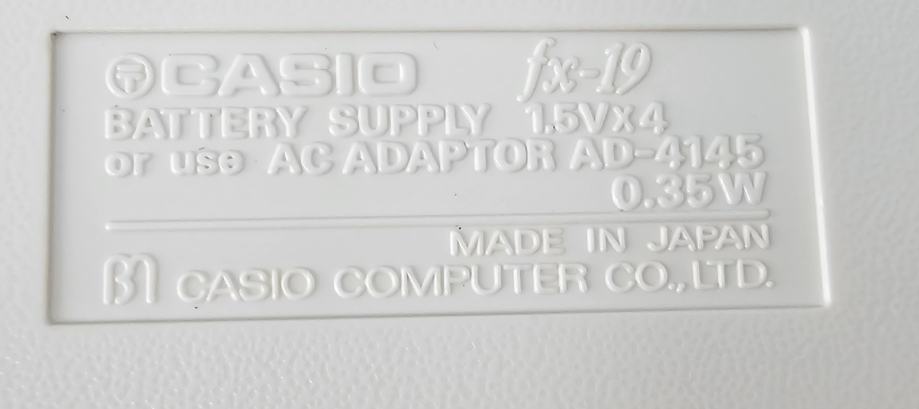 CASIO fx-19
BATTERY SUPPLY 1.5Vx4
or use AC ADAPTOR AD-4145
0.35W
MADE IN JAPAN
CASIO COMPUTER CO.,LTD.